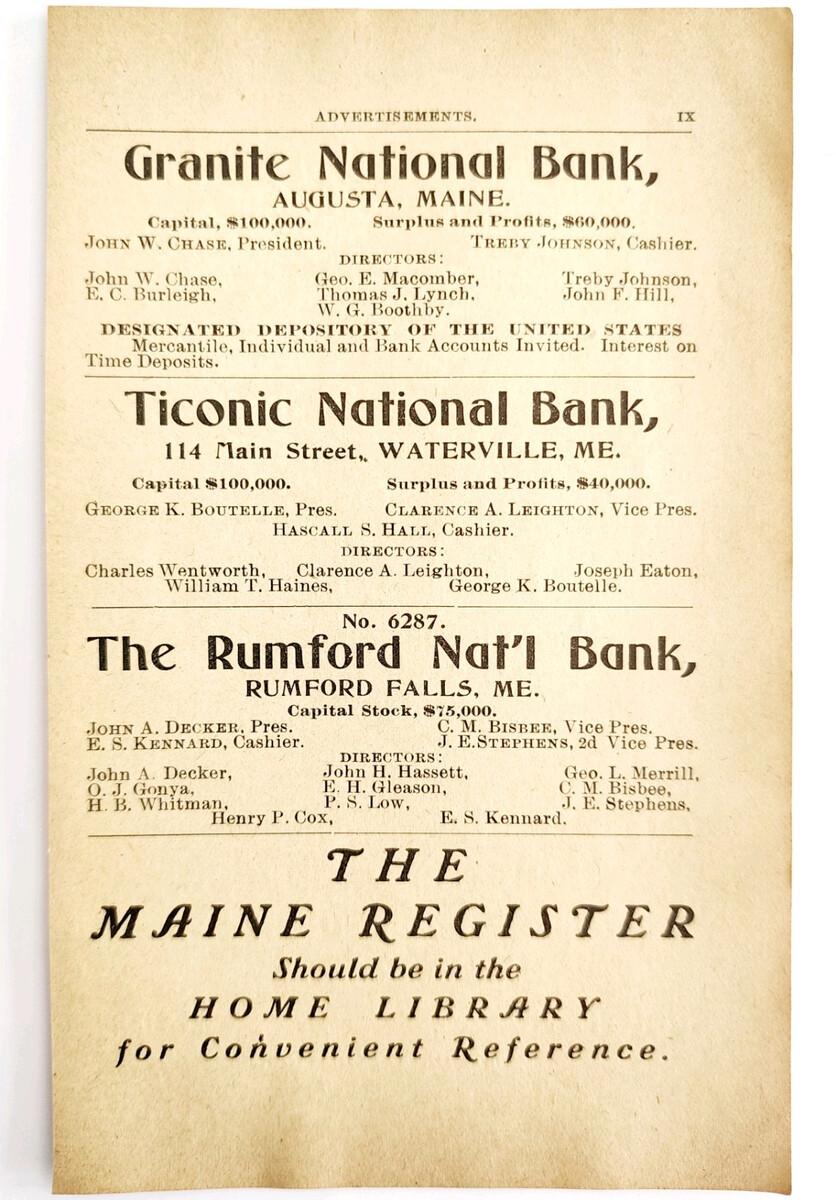 ADVERTISEMENTS. IX
Granite National Bank,
AUGUSTA, MAINE.
Capital, $100,000. Surplus and Profits, $60,000.
JOHN W. CHASE, President. TREBY JOHNSON, Cashier.
DIRECTORS:
John W. Chase, Geo. E. Macomber, Treby Johnson,
E. C. Burleigh, Thomas J. Lynch, John F. Hill,
W. G. Boothby.
DESIGNATED DEPOSITORY OF THE UNITED STATES
Mercantile, Individual and Bank Accounts Invited. Interest on
Time Deposits.
Ticonic National Bank,
114 Main Street, WATERVILLE, ME.
Capital $100,000. Surplus and Profits, $40,000.
GEORGE K. BOUTELLE, Pres. CLARENCE A. LEIGHTON, Vice Pres.
HASCALL S. HALL, Cashier.
DIRECTORS:
Charles Wentworth, Clarence A. Leighton, Joseph Eaton,
William T. Haines, George K. Boutelle.
No. 6287.
The Rumford Nat'l Bank,
RUMFORD FALLS, ME.
Capital Stock, $75,000.
JOHN A. DECKER, Pres. C. M. BISBEE, Vice Pres.
E. S. KENNARD, Cashier. J. E. STEPHENS, 2d Vice Pres.
DIRECTORS:
John A. Decker, John H. Hassett, Geo. L. Merrill,
O. J. Gonya, E. H. Gleason, C. M. Bisbee,
H. B. Whitman, P. S. Low, J. E. Stephens,
Henry P. Cox, E. S. Kennard.
THE
MAINE REGISTER
Should be in the
HOME LIBRARY
for Convenient Reference.